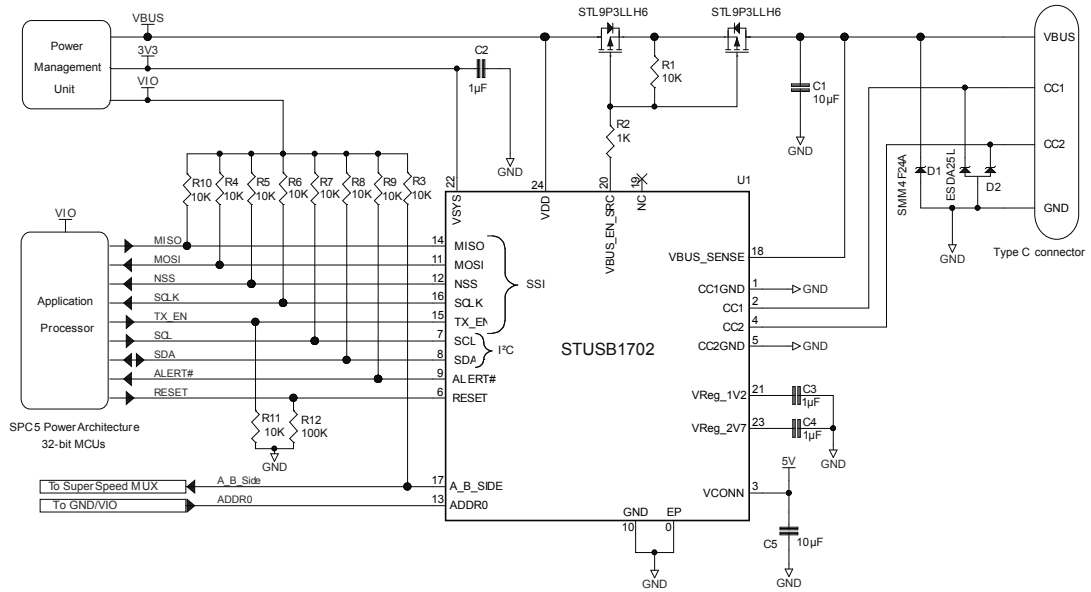 STL9P3LLH6
STL9P3LLH6
VBUS
3V3
VIO
Power
Management
Unit
C2
1µF
GND
R1
10K
R2
1K
C1
10µF
GND
VBUS
CC1
CC2
GND
Type C connector
SMM4F24A
D1
ESDA25L
D2
GND
R10
10K
R4
10K
R5
10K
R6
10K
R7
10K
R8
10K
R9
10K
R3
10K
22
VSYS
24
VDD
20
VBUS_EN_SRC
19
NC
U1
VIO
Application
Processor
SPC5 Power Architecture
32-bit MCUs
MISO
14
MISO
MOSI
11
MOSI
NSS
12
NSS
SCLK
16
SCLK
TX_EN
15
TX_EN
SSI
SCL
7
SCL
SDA
8
SDA
I²C
ALERT#
9
ALERT#
RESET
6
RESET
R11
10K
R12
100K
GND
To SuperSpeed MUX
A_B_Side
17
A_B_SIDE
To GND/VIO
ADDR0
13
ADDR0
STUSB1702
VBUS_SENSE
18
CC1GND
1
GND
CC1
2
CC2
4
CC2GND
5
GND
VReg_1V2
21
C3
1µF
VReg_2V7
23
C4
1µF
GND
5V
VCONN
3
C5
10µF
GND
GND
10
EP
0
GND